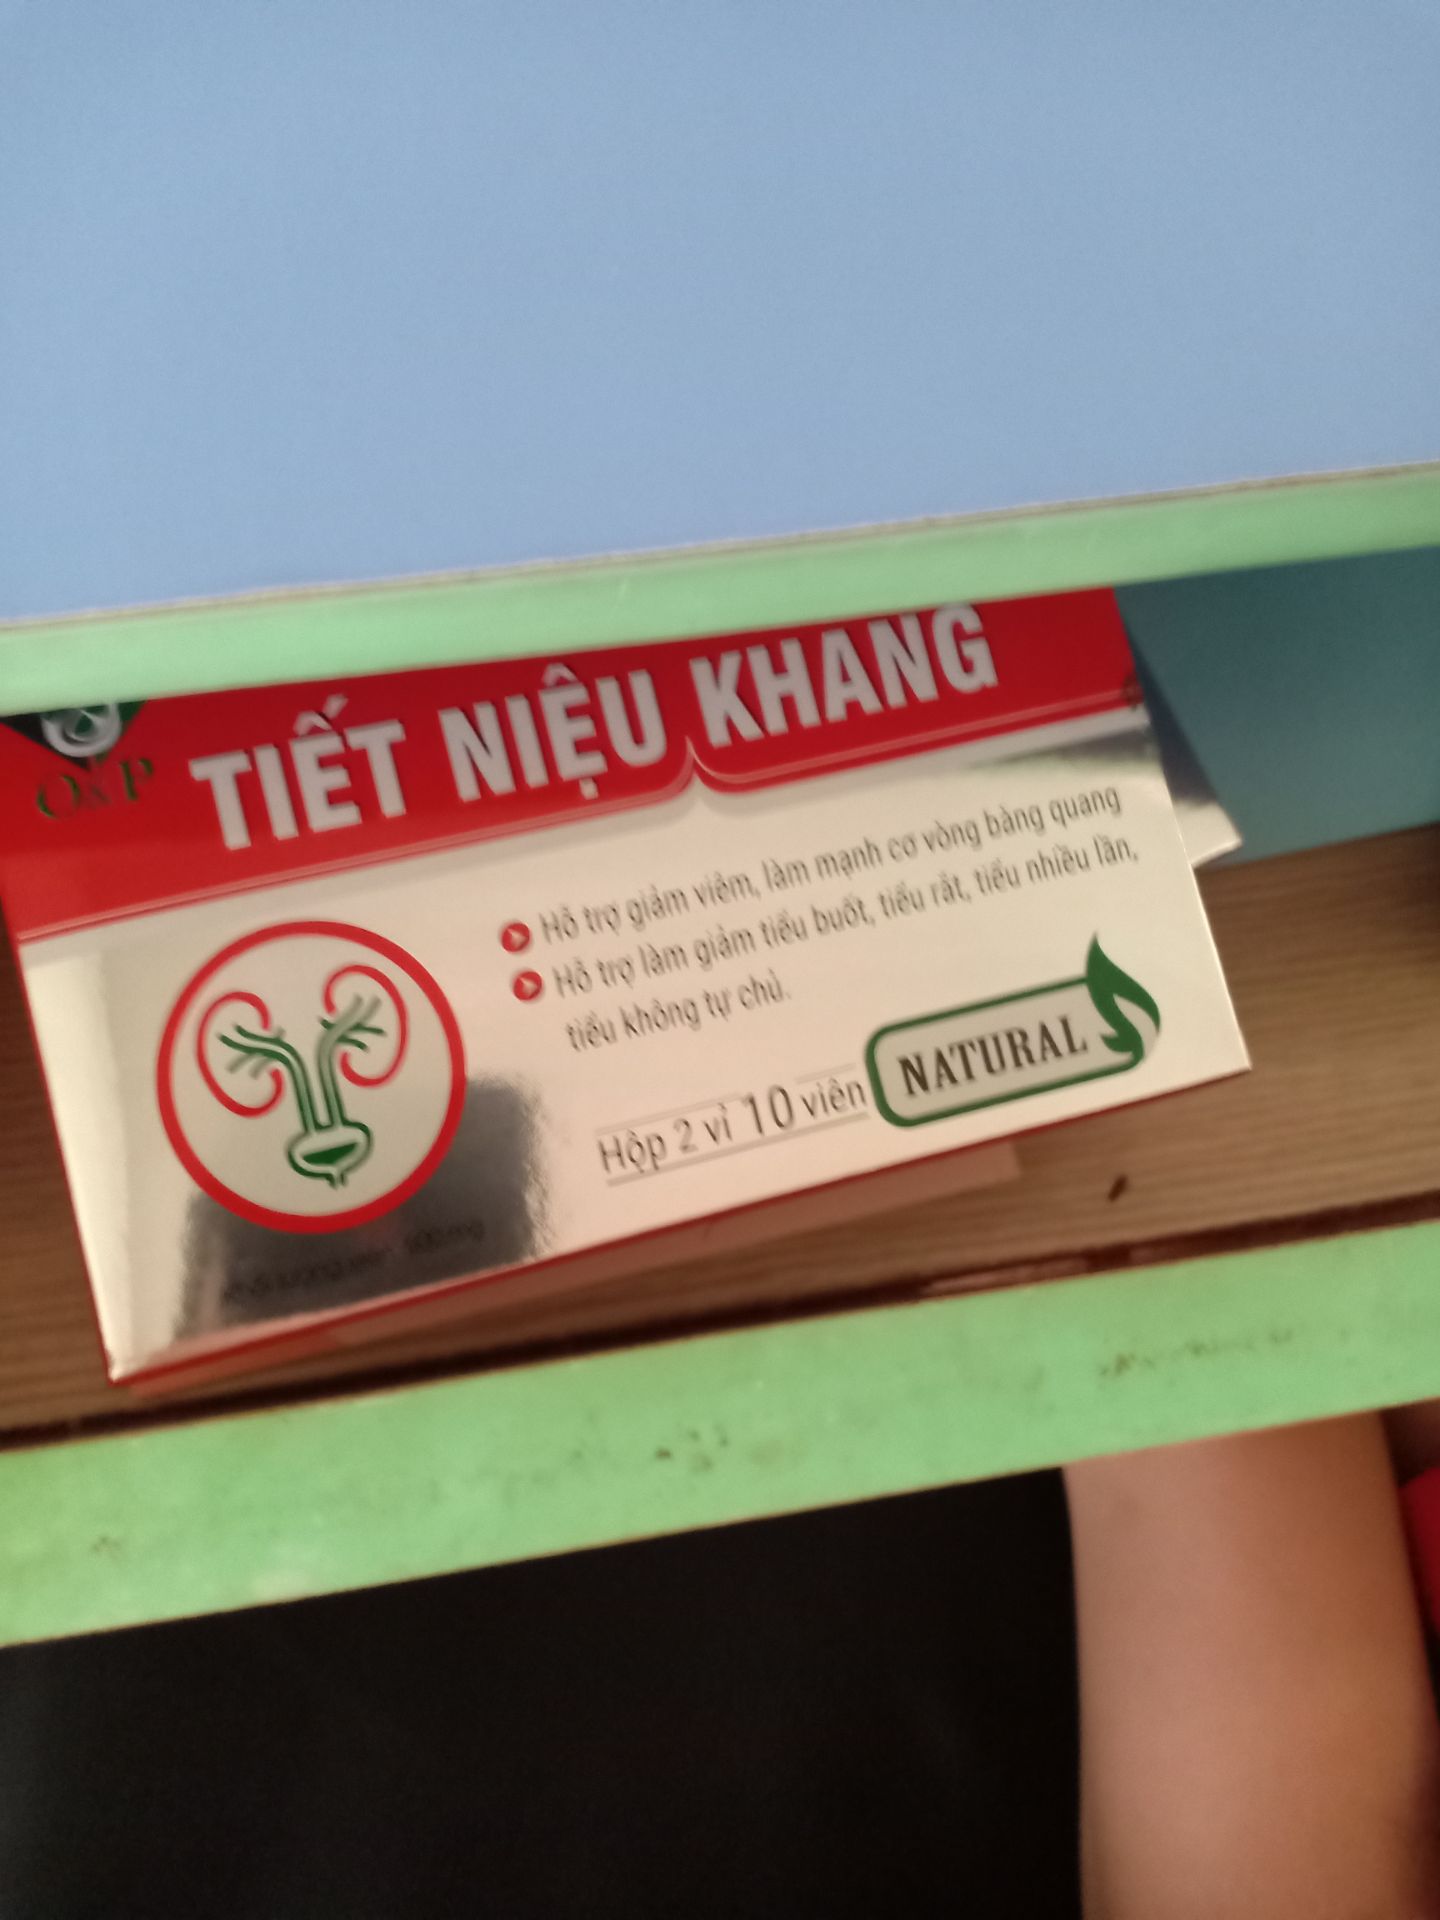 O&P
TIẾT NIỆU KHANG
Hỗ trợ giảm viêm, làm mạnh cơ vòng bàng quang
Hỗ trợ làm giảm tiểu buốt, tiểu rắt, tiểu nhiều lần,
tiểu không tự chủ.
Hộp 2 vỉ 10 viên
NATURAL